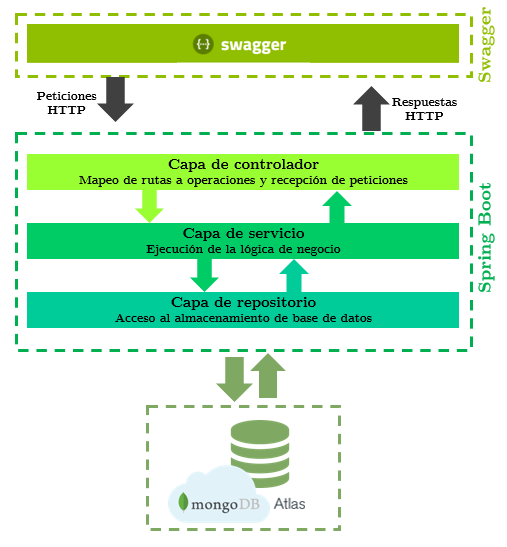 {··} swagger
Swagger
Peticiones
HTTP
Respuestas
HTTP
Capa de controlador
Mapeo de rutas a operaciones y recepción de peticiones
Capa de servicio
Ejecución de la lógica de negocio
Capa de repositorio
Acceso al almacenamiento de base de datos
Spring Boot
mongoDB Atlas